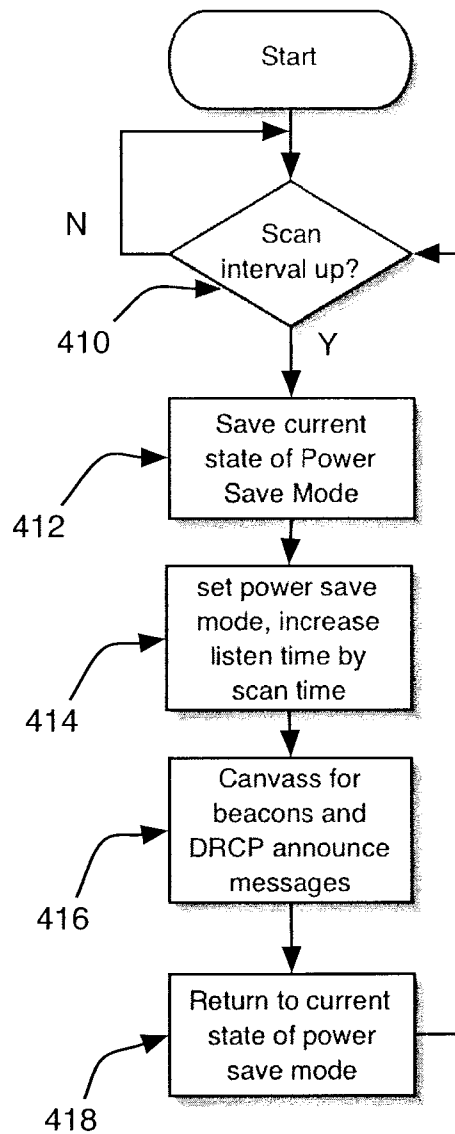 Start
N
Scan
interval up?
410
Y
Save current
state of Power
Save Mode
412
set power save
mode, increase
listen time by
scan time
414
Canvass for
beacons and
DRCP announce
messages
416
Return to current
state of power
save mode
418